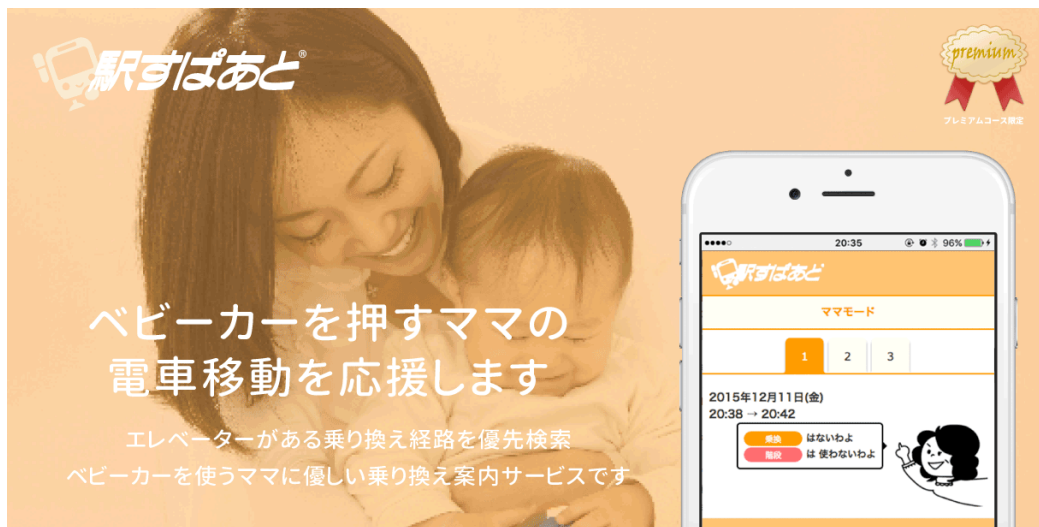 駅すぱあと®
premium
プレミアムコース限定
ベビーカーを押すママの
電車移動を応援します
エレベーターがある乗り換え経路を優先検索
ベビーカーを使うママに優しい乗り換え案内サービスです
20:35
96%
駅すぱあと
ママモード
1 2 3
2015年12月11日(金)
20:38 → 20:42
乗換 はないわよ
階段 は 使わないわよ